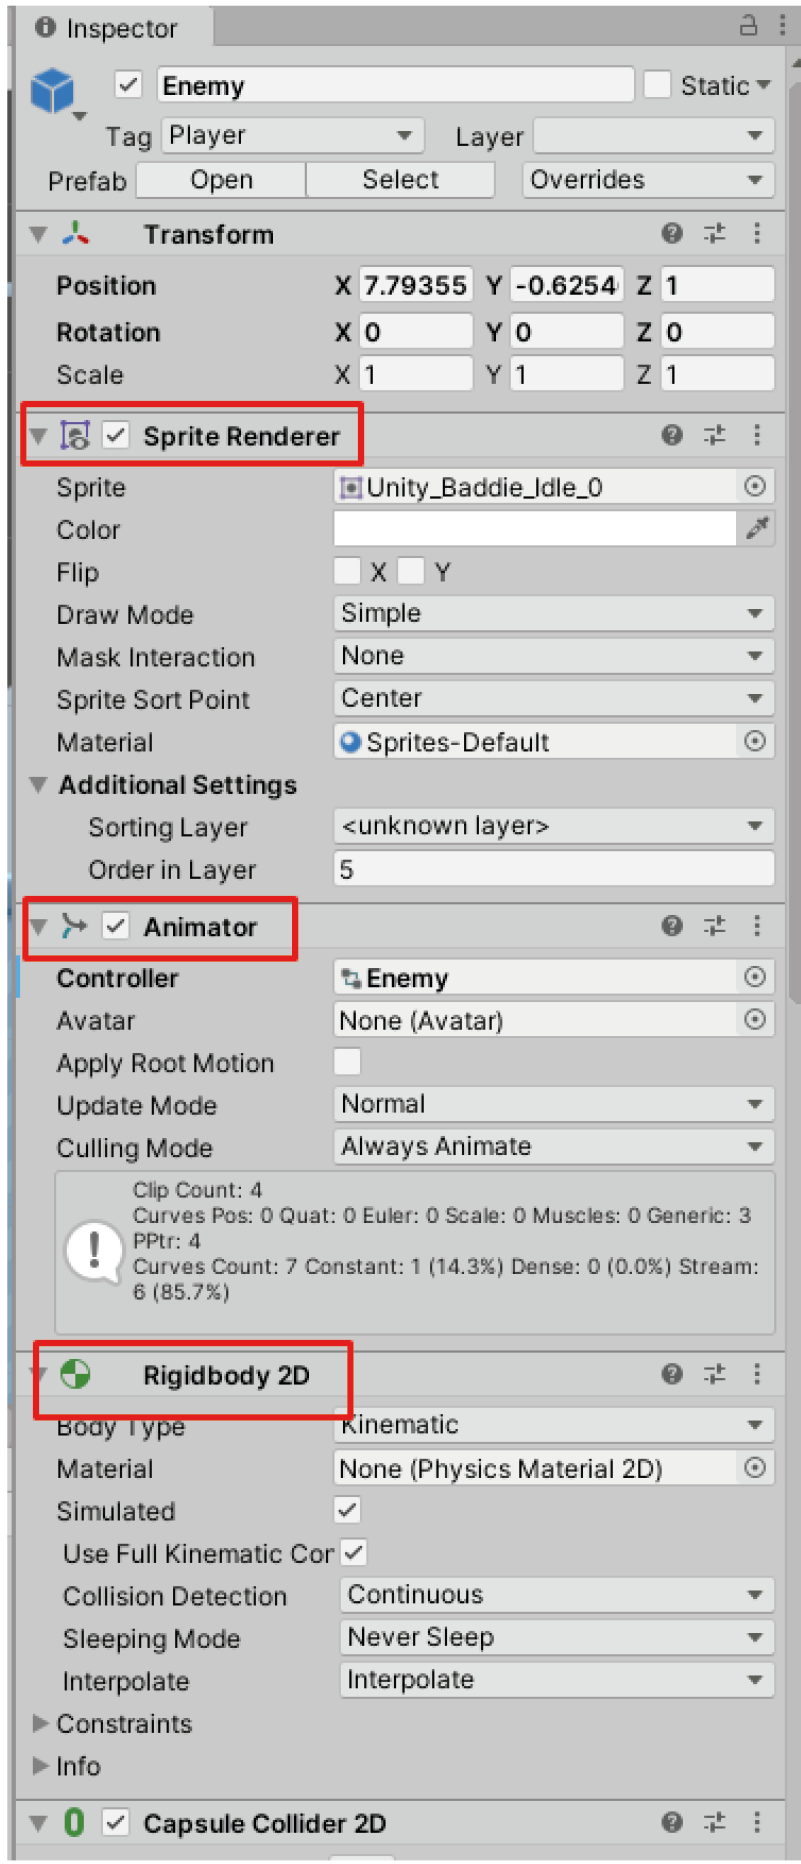 Inspector
Enemy Static
Tag Player Layer
Prefab Open Select Overrides
Transform
Position X 7.79355 Y -0.6254 Z 1
Rotation X 0 Y 0 Z 0
Scale X 1 Y 1 Z 1
Sprite Renderer
Sprite Unity_Baddie_Idle_0
Color
Flip X Y
Draw Mode Simple
Mask Interaction None
Sprite Sort Point Center
Material Sprites-Default
Additional Settings
Sorting Layer <unknown layer>
Order in Layer 5
Animator
Controller Enemy
Avatar None (Avatar)
Apply Root Motion
Update Mode Normal
Culling Mode Always Animate
Clip Count: 4
Curves Pos: 0 Quat: 0 Euler: 0 Scale: 0 Muscles: 0 Generic: 3
PPtr: 4
Curves Count: 7 Constant: 1 (14.3%) Dense: 0 (0.0%) Stream:
6 (85.7%)
Rigidbody 2D
Body Type Kinematic
Material None (Physics Material 2D)
Simulated
Use Full Kinematic Con
Collision Detection Continuous
Sleeping Mode Never Sleep
Interpolate Interpolate
Constraints
Info
Capsule Collider 2D